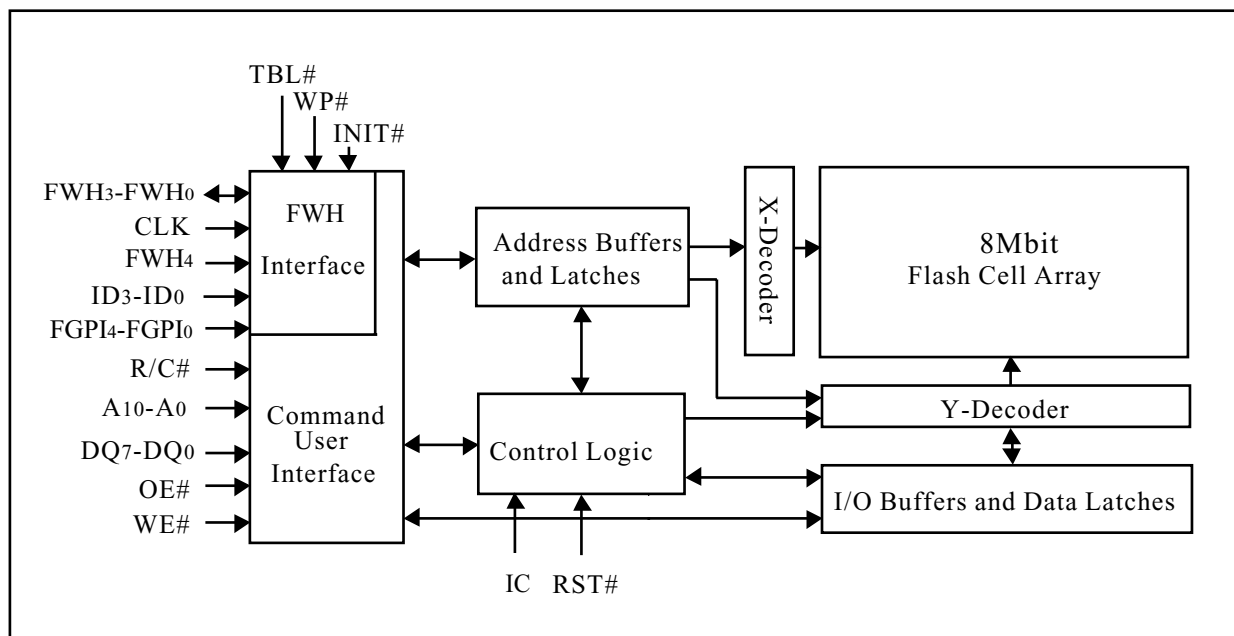 TBL#
WP#
INIT#
FWH3-FWH0
CLK
FWH4
ID3-ID0
FGPI4-FGPI0
R/C#
A10-A0
DQ7-DQ0
OE#
WE#
FWH
Interface
Command
User
Interface
Address Buffers
and Latches
Control Logic
IC
RST#
X-Decoder
8Mbit
Flash Cell Array
Y-Decoder
I/O Buffers and Data Latches